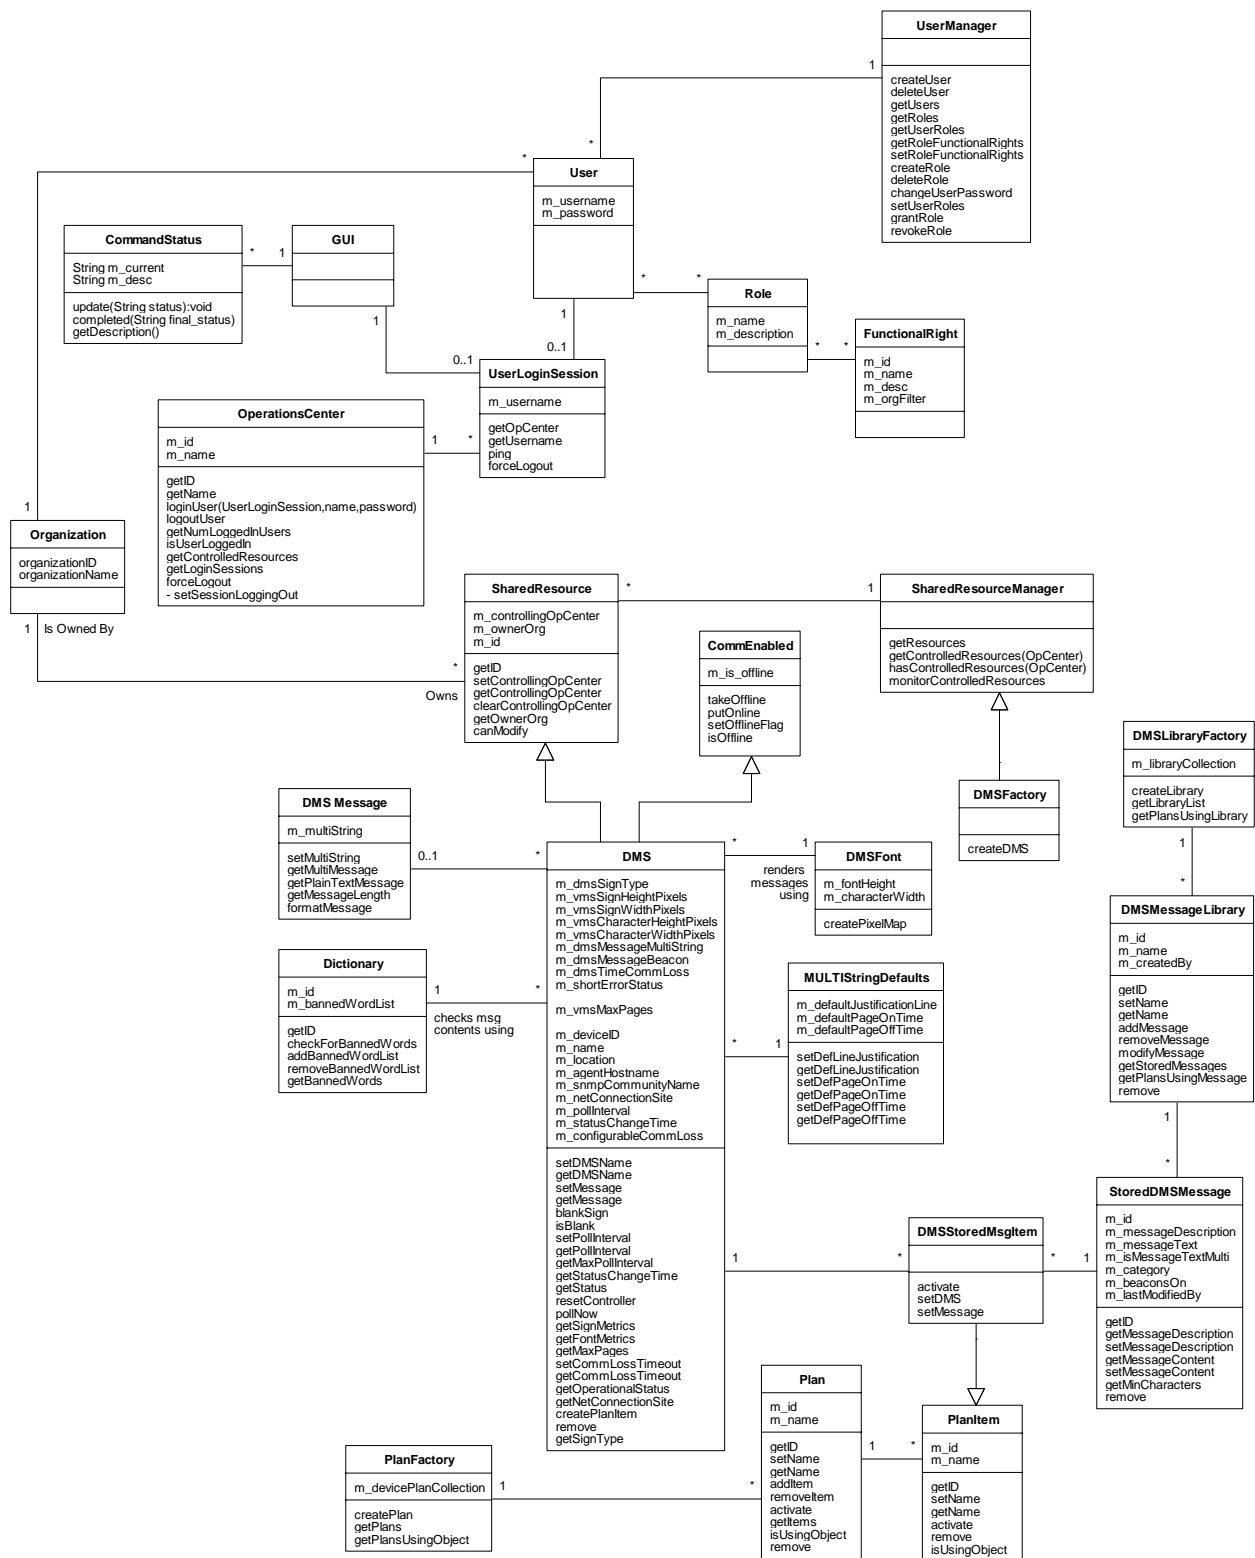 UserManager
createUser
deleteUser
getUsers
getRoles
getUserRoles
getRoleFunctionalRights
setRoleFunctionalRights
createRole
deleteRole
changeUserPassword
setUserRoles
grantRole
revokeRole
1
*
*
User
m_username
m_password
CommandStatus
String m_current
String m_desc
update(String status):void
completed(String final_status)
getDescription()
*
1
GUI
1
0..1
*
*
1
0..1
Role
m_name
m_description
*
*
FunctionalRight
m_id
m_name
m_desc
m_orgFilter
UserLoginSession
m_username
getOpCenter
getUsername
ping
forceLogout
OperationsCenter
m_id
m_name
getID
getName
loginUser(UserLoginSession,name,password)
logoutUser
getNumLoggedInUsers
isUserLoggedIn
getControlledResources
getLoginSessions
forceLogout
- setSessionLoggingOut
1
*
1
Organization
organizationID
organizationName
1
Is Owned By
*
Owns
SharedResource
m_controllingOpCenter
m_ownerOrg
m_id
getID
setControllingOpCenter
getControllingOpCenter
clearControllingOpCenter
getOwnerOrg
canModify
*
1
SharedResourceManager
getResources
getControlledResources(OpCenter)
hasControlledResources(OpCenter)
monitorControlledResources
CommEnabled
m_is_offline
takeOffline
putOnline
setOfflineFlag
isOffline
DMSFactory
createDMS
DMSLibraryFactory
m_libraryCollection
createLibrary
getLibraryList
getPlansUsingLibrary
1
*
DMS Message
m_multiString
setMultiString
getMultiMessage
getPlainTextMessage
getMessageLength
formatMessage
0..1
*
DMS
m_dmsSignType
m_vmsSignHeightPixels
m_vmsSignWidthPixels
m_vmsCharacterHeightPixels
m_vmsCharacterWidthPixels
m_dmsMessageMultiString
m_dmsMessageBeacon
m_dmsTimeCommLoss
m_shortErrorStatus
m_vmsMaxPages
m_deviceID
m_name
m_location
m_agentHostname
m_snmpCommunityName
m_netConnectionSite
m_pollInterval
m_statusChangeTime
m_configurableCommLoss
setDMSName
getDMSName
setMessage
getMessage
blankSign
isBlank
setPollInterval
getPollInterval
getMaxPollInterval
getStatusChangeTime
getStatus
resetController
pollNow
getSignMetrics
getFontMetrics
getMaxPages
setCommLossTimeout
getCommLossTimeout
getOperationalStatus
getNetConnectionSite
createPlanItem
remove
getSignType
*
1
renders
messages
using
DMSFont
m_fontHeight
m_characterWidth
createPixelMap
Dictionary
m_id
m_bannedWordList
getID
checkForBannedWords
addBannedWordList
removeBannedWordList
getBannedWords
1
*
checks msg
contents using
MULTIStringDefaults
m_defaultJustificationLine
m_defaultPageOnTime
m_defaultPageOffTime
setDefLineJustification
getDefLineJustification
setDefPageOnTime
getDefPageOnTime
setDefPageOffTime
getDefPageOffTime
*
1
DMSMessageLibrary
m_id
m_name
m_createdBy
getID
setName
getName
addMessage
removeMessage
modifyMessage
getStoredMessages
getPlansUsingMessage
remove
1
*
StoredDMSMessage
m_id
m_messageDescription
m_messageText
m_isMessageTextMulti
m_category
m_beaconsOn
m_lastModifiedBy
getID
getMessageDescription
setMessageDescription
getMessageContent
setMessageContent
getMinCharacters
remove
1
*
DMSStoredMsgItem
activate
setDMS
setMessage
*
1
Plan
m_id
m_name
getID
setName
getName
addItem
removeItem
activate
getItems
isUsingObject
remove
1
*
PlanItem
m_id
m_name
getID
setName
getName
activate
remove
isUsingObject
PlanFactory
m_devicePlanCollection
createPlan
getPlans
getPlansUsingObject
1
*